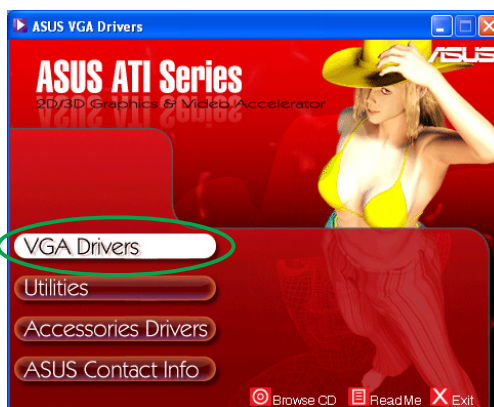 ASUS VGA Drivers
ASUS
ASUS ATI Series
2D/3D Graphics & Video Accelerator
VGA Drivers
Utilities
Accessories Drivers
ASUS Contact Info
Browse CD ReadMe Exit